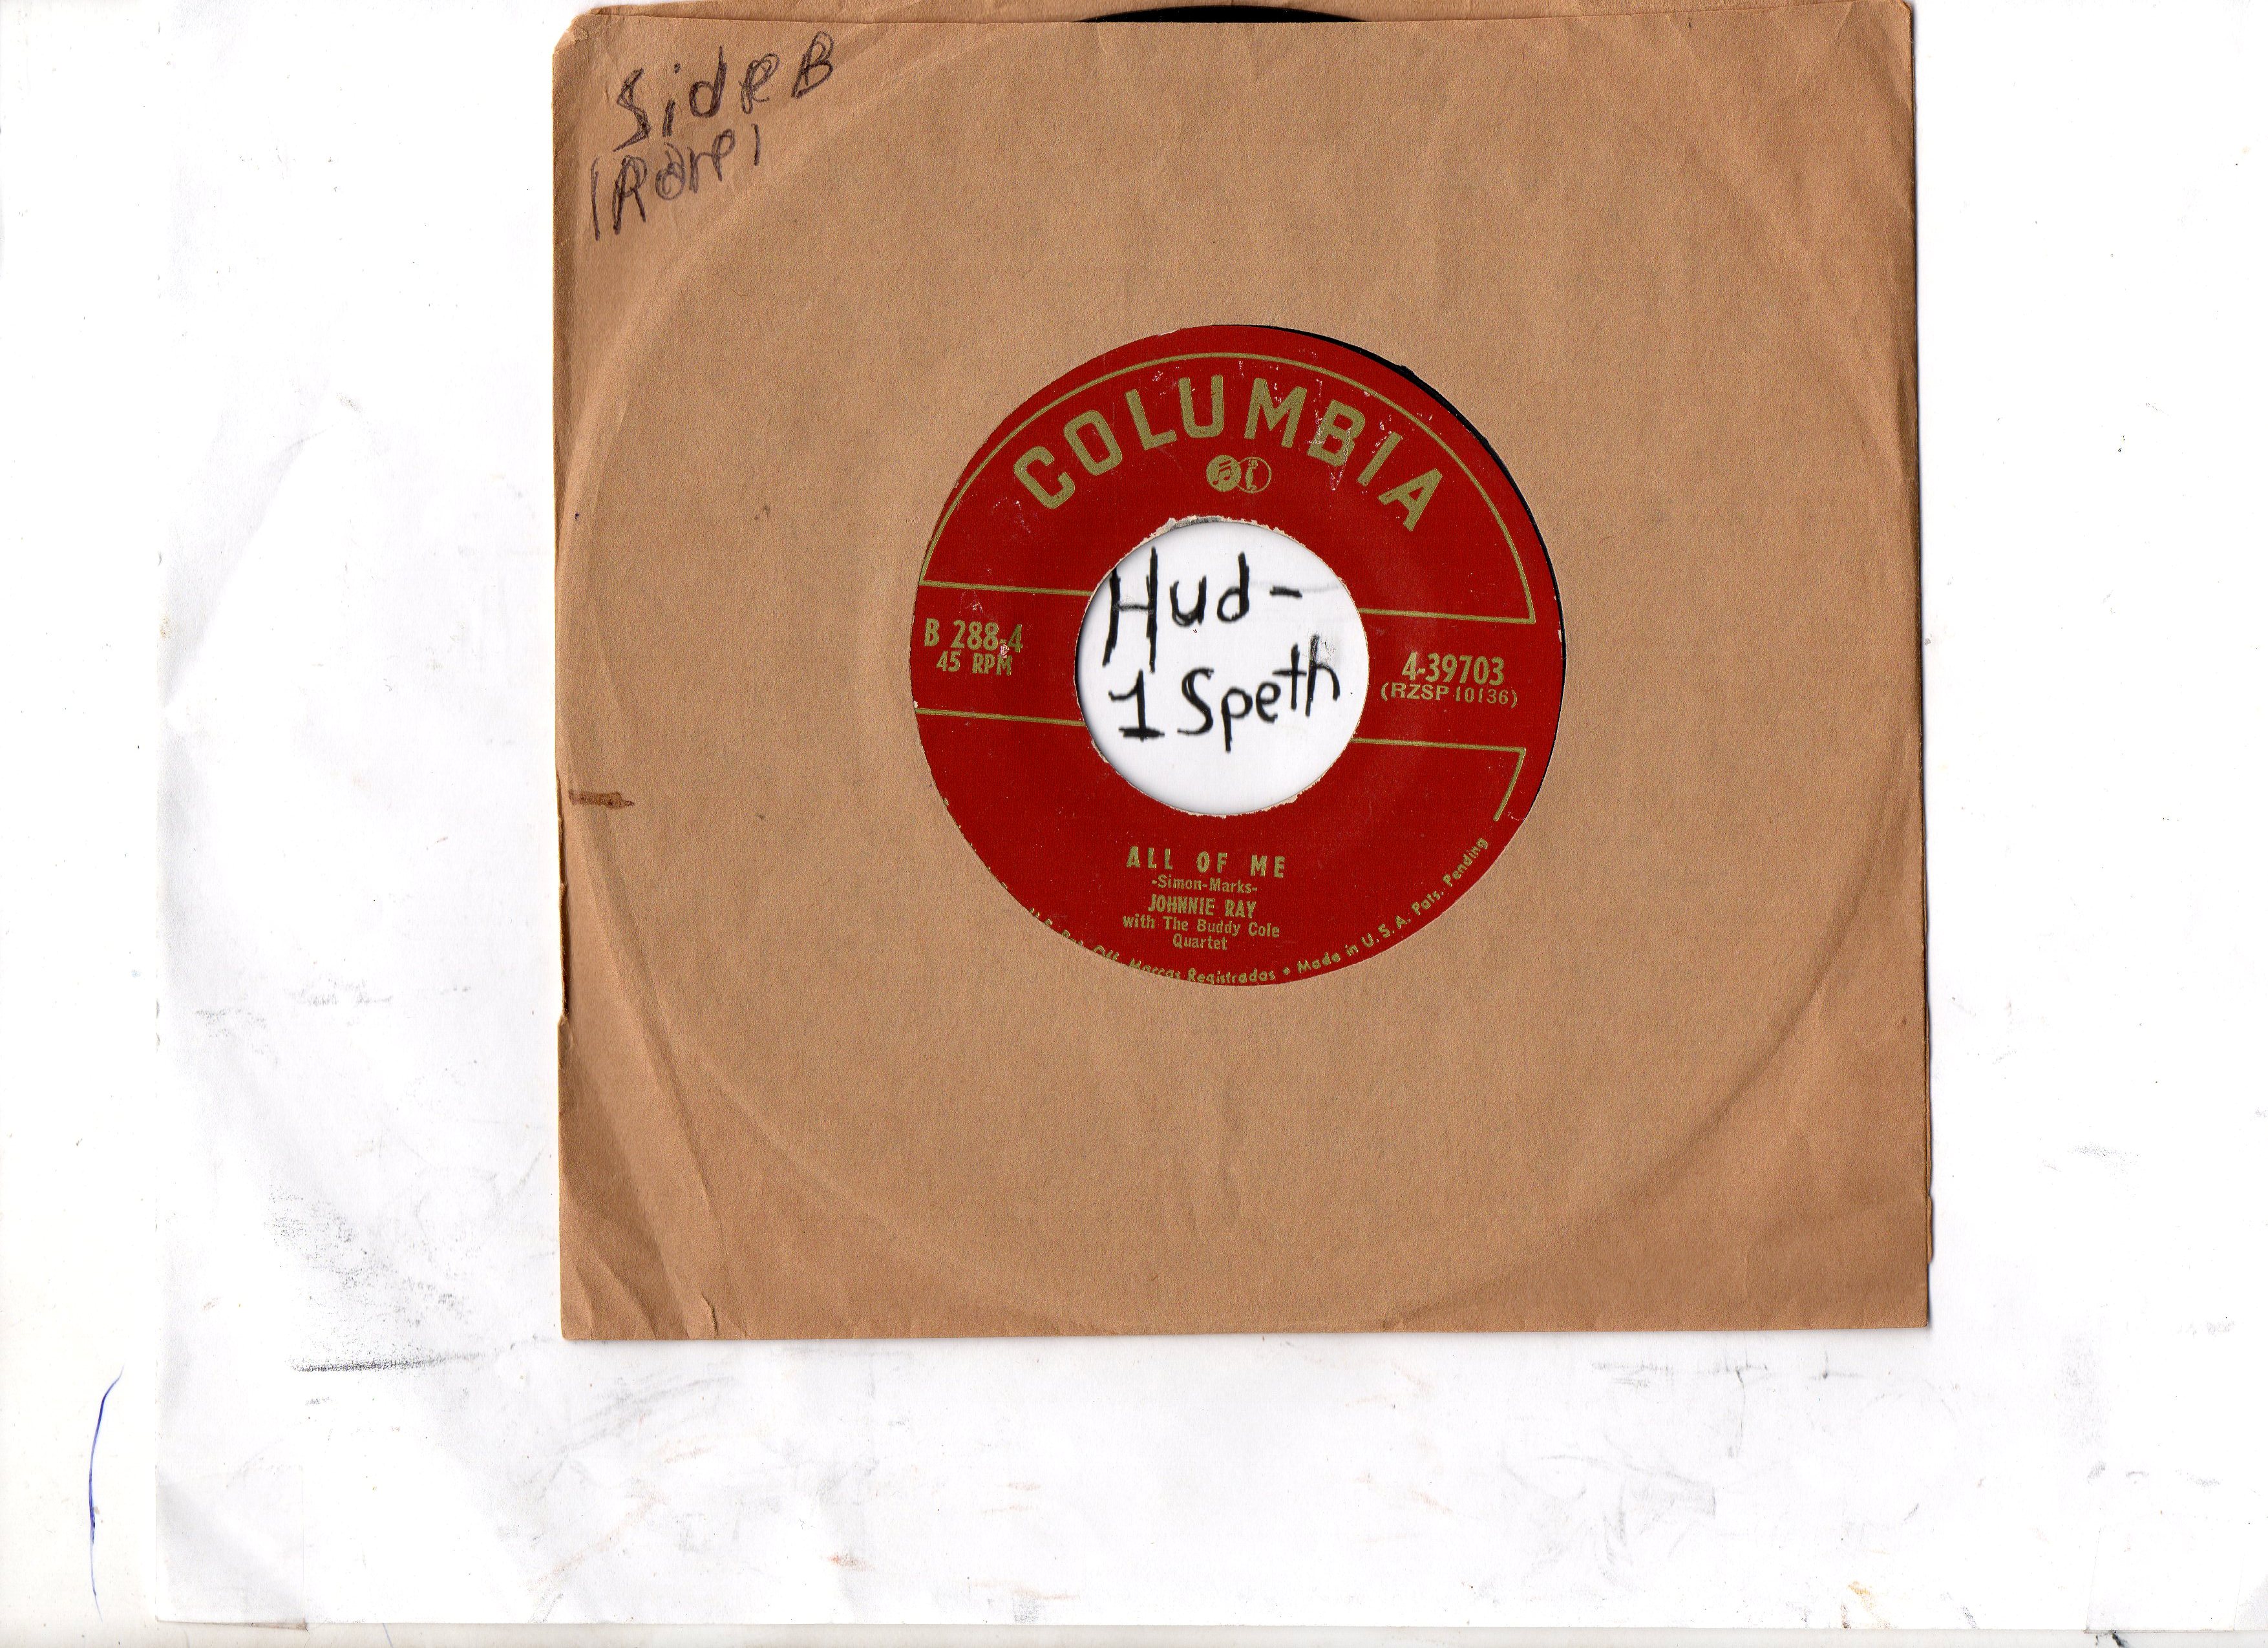 Side B
(Rare)
COLUMBIA
B 288-4
45 RPM
Hud-
1 Speth
4-39703
(RZSP 10136)
ALL OF ME
-Simon-Marks-
JOHNNIE RAY
with The Buddy Cole
Quartet
Marcas Registradas • Made in U.S.A. Pats. Pending